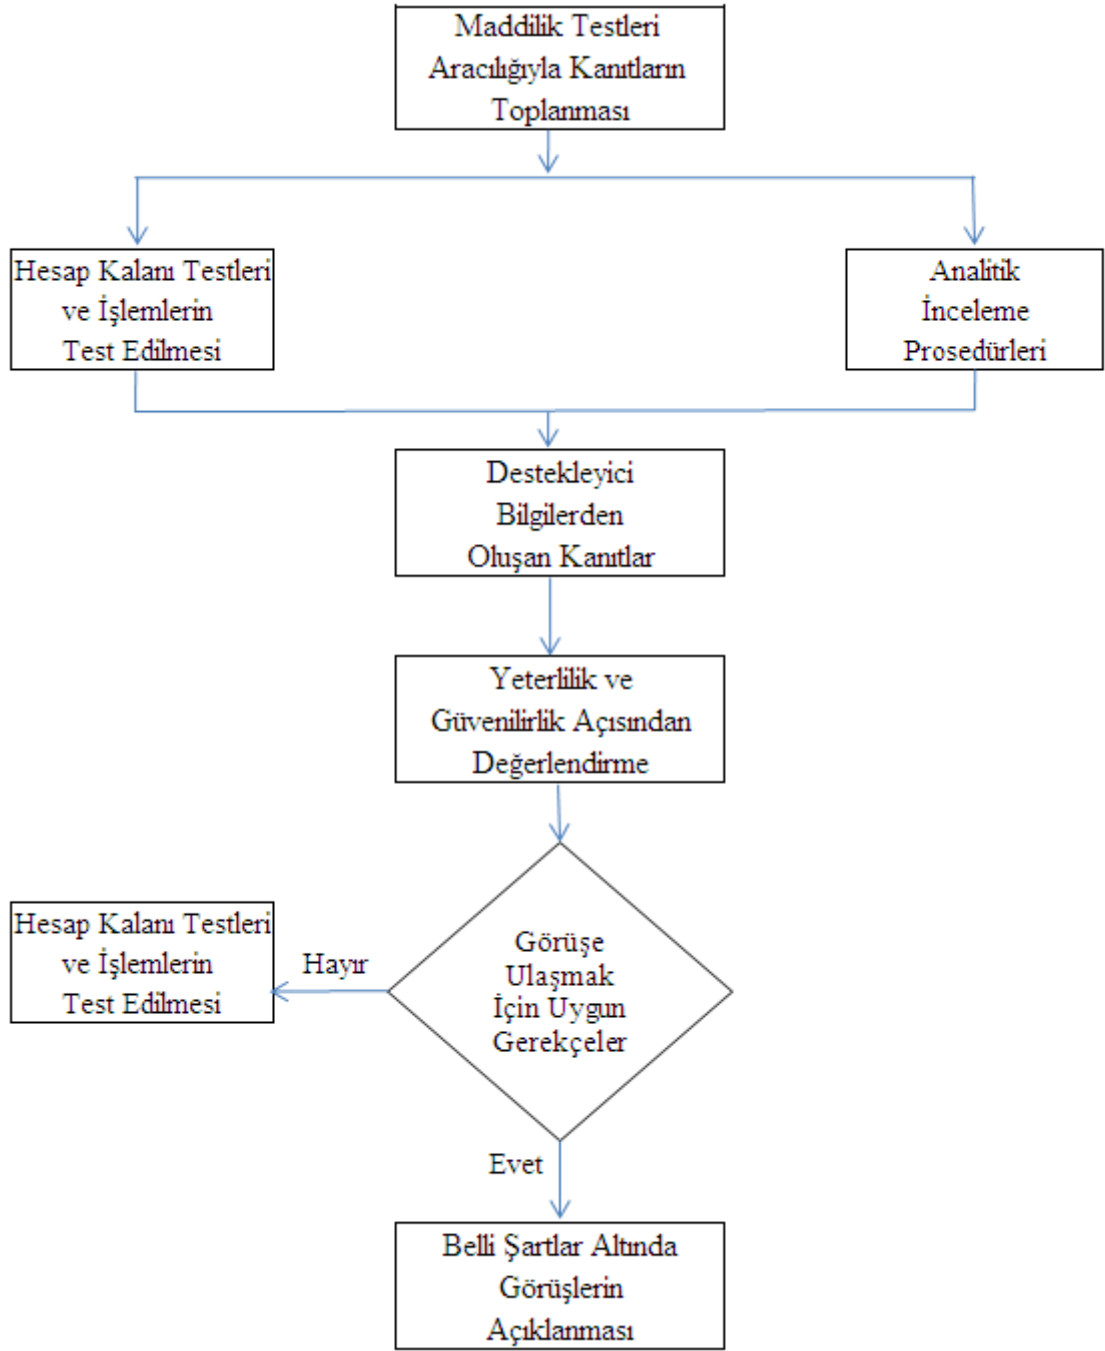 Maddilik Testleri
Aracılığıyla Kanıtların
Toplanması
Hesap Kalanı Testleri
ve İşlemlerin
Test Edilmesi
Analitik
İnceleme
Prosedürleri
Destekleyici
Bilgilerden
Oluşan Kanıtlar
Yeterlilik ve
Güvenilirlik Açısından
Değerlendirme
Görüşe
Ulaşmak
İçin Uygun
Gerekçeler
Hayır
Hesap Kalanı Testleri
ve İşlemlerin
Test Edilmesi
Evet
Belli Şartlar Altında
Görüşlerin
Açıklanması